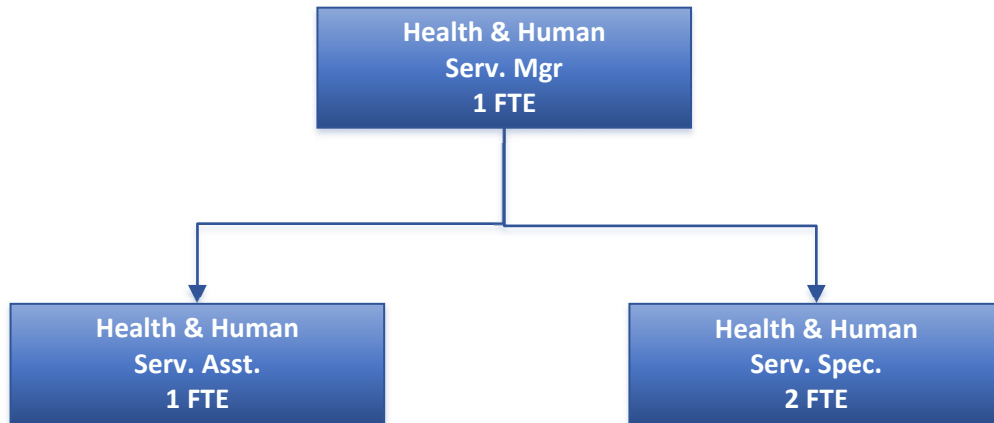 Health & Human
Serv. Mgr
1 FTE
Health & Human
Serv. Asst.
1 FTE
Health & Human
Serv. Spec.
2 FTE